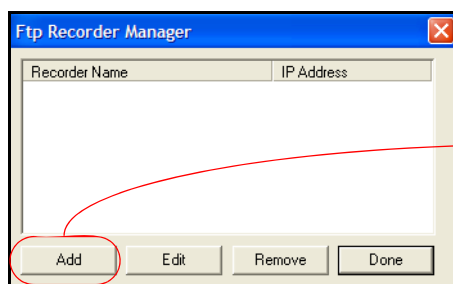 Ftp Recorder Manager
Recorder Name IP Address
Add Edit Remove Done